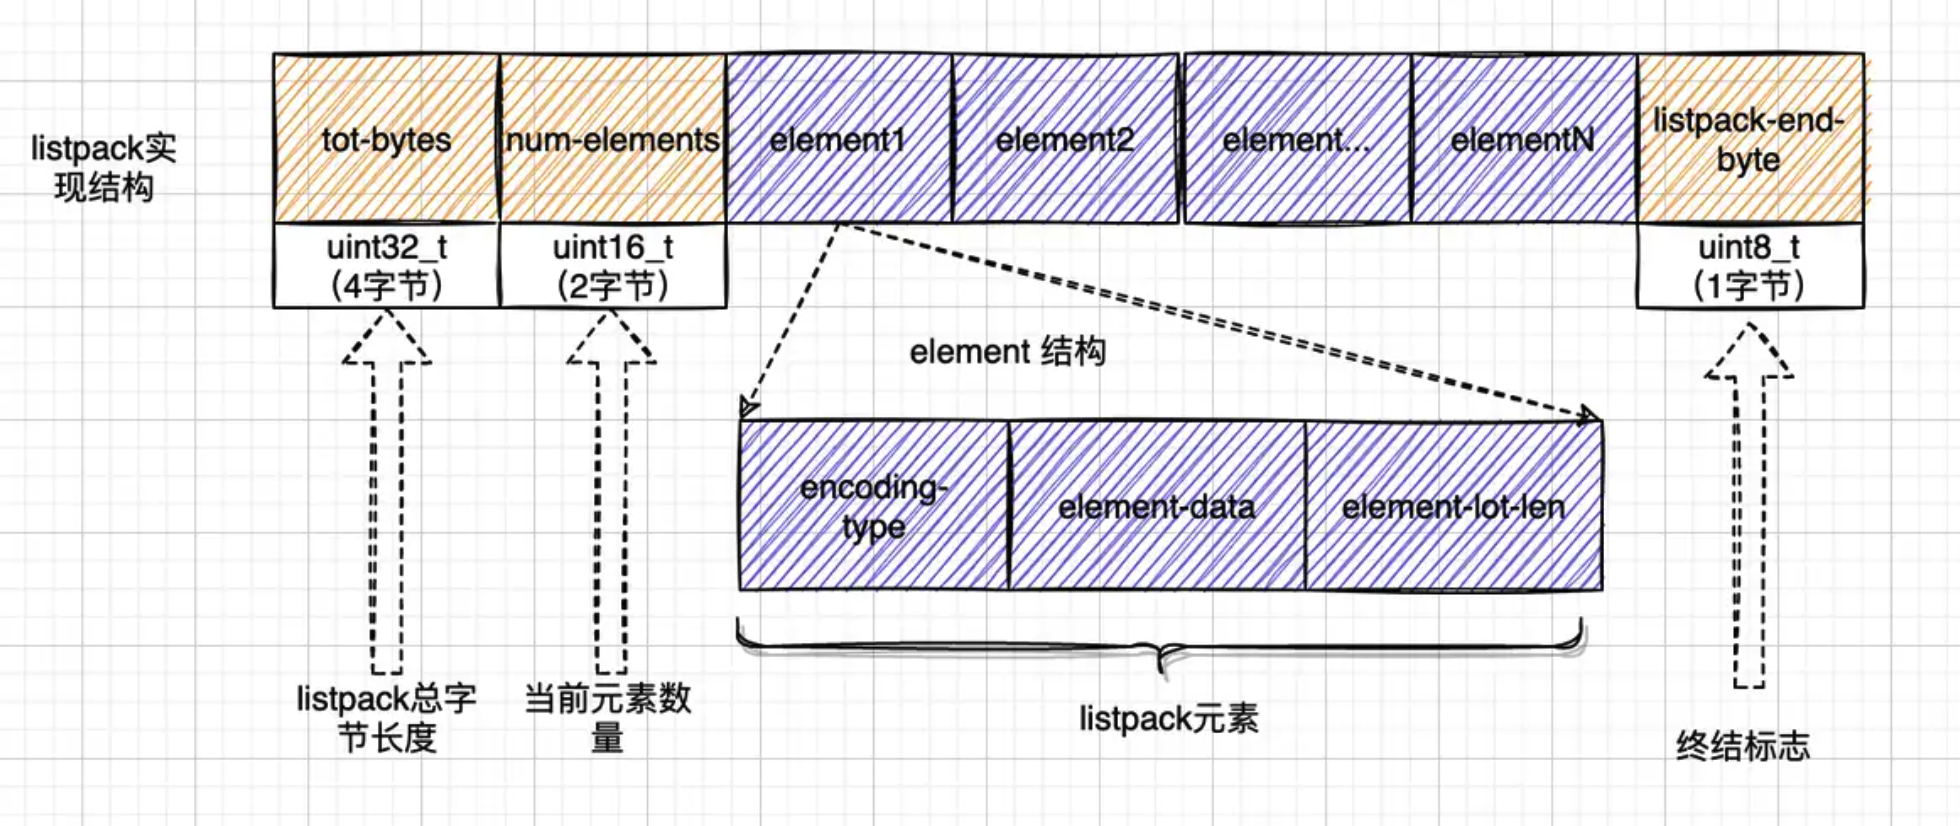 listpack实
现结构
tot-bytes
num-elements
element1
element2
element...
elementN
listpack-end-
byte
uint32_t
（4字节）
uint16_t
（2字节）
uint8_t
（1字节）
element 结构
encoding-
type
element-data
element-lot-len
listpack总字
节长度
当前元素数
量
listpack元素
终结标志